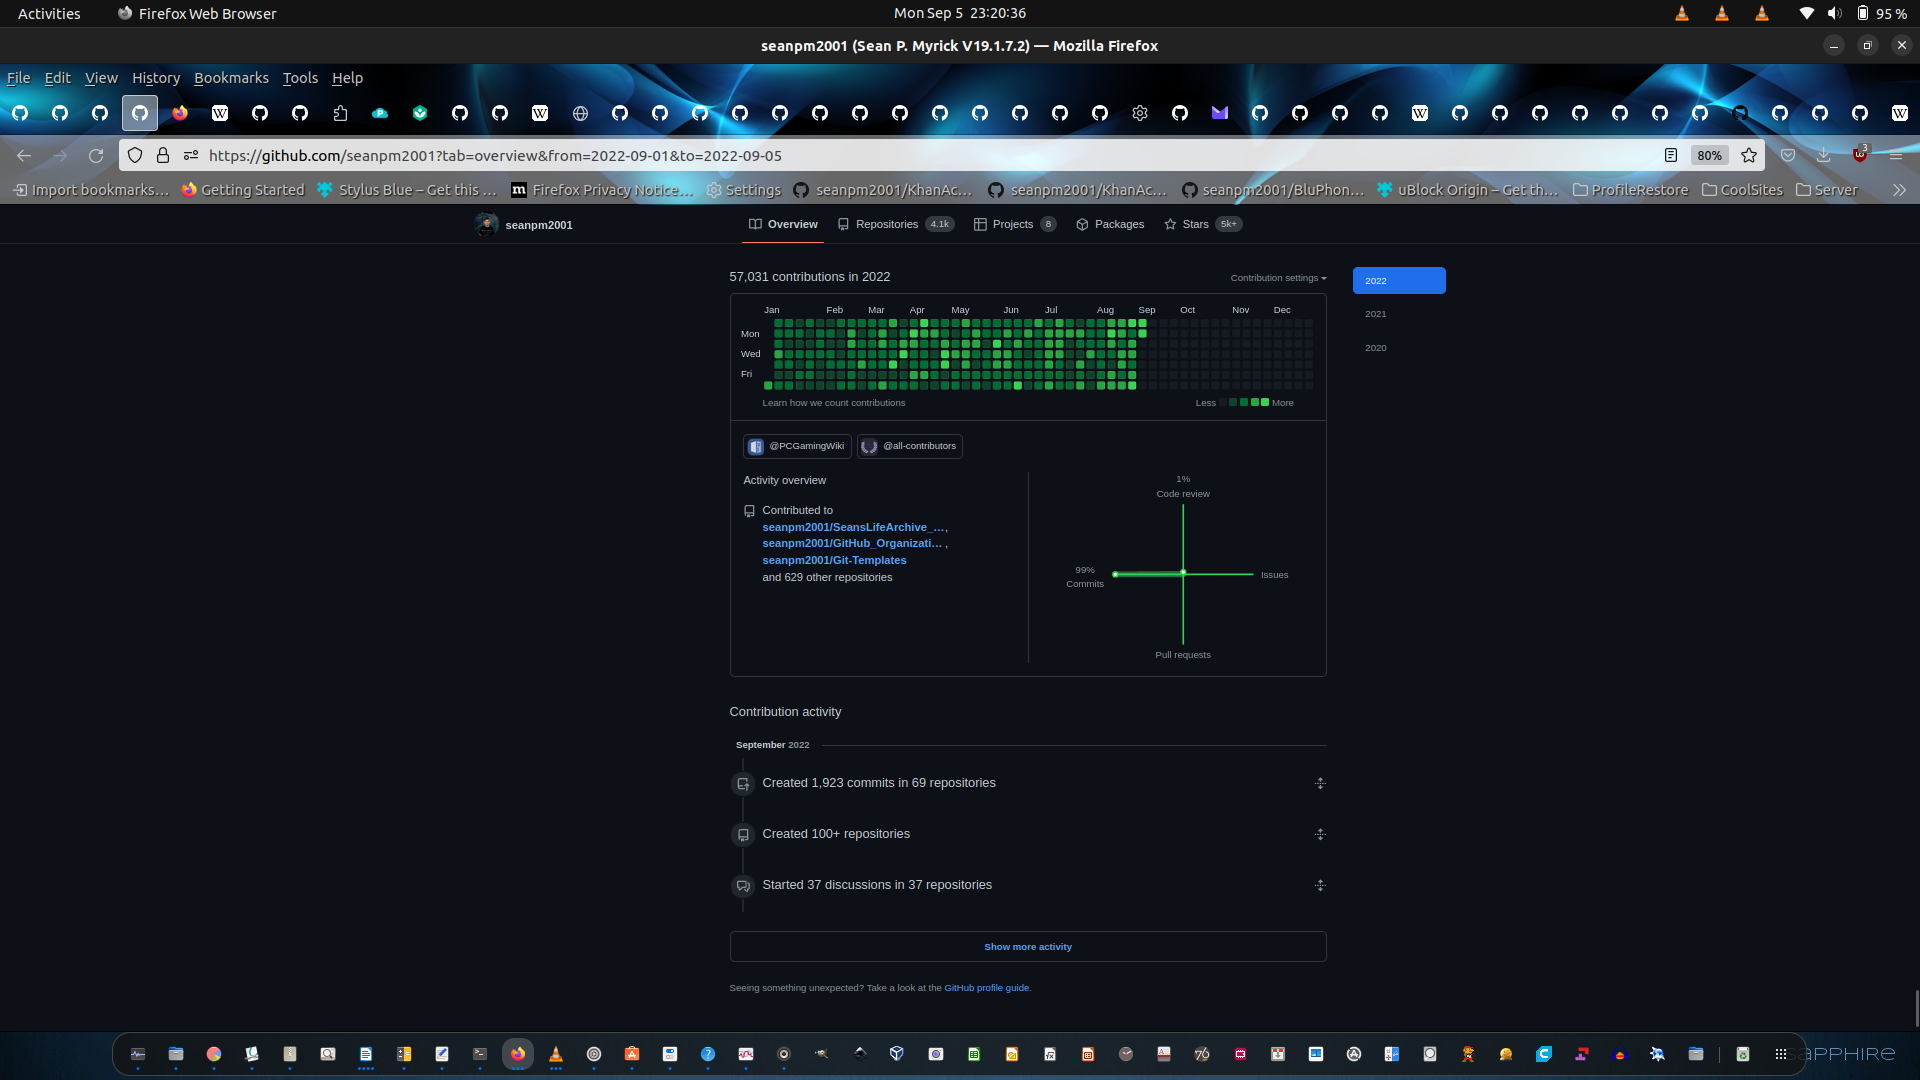 Activities
Firefox Web Browser
Mon Sep 5 23:20:36
95 %
seanpm2001 (Sean P. Myrick V19.1.7.2) — Mozilla Firefox
File Edit View History Bookmarks Tools Help
https://github.com/seanpm2001?tab=overview&from=2022-09-01&to=2022-09-05
80%
3
Import bookmarks… Getting Started Stylus Blue – Get this … Firefox Privacy Notice… Settings seanpm2001/KhanAc… seanpm2001/KhanAc… seanpm2001/BluPhon… uBlock Origin – Get th… ProfileRestore CoolSites Server
seanpm2001
Overview Repositories 4.1k Projects 8 Packages Stars 5k+
57,031 contributions in 2022
Contribution settings
2022
2021
2020
Jan Feb Mar Apr May Jun Jul Aug Sep Oct Nov Dec
Mon
Wed
Fri
Learn how we count contributions
Less More
@PCGamingWiki @all-contributors
Activity overview
Contributed to
seanpm2001/SeansLifeArchive_…,
seanpm2001/GitHub_Organizati… ,
seanpm2001/Git-Templates
and 629 other repositories
1%
Code review
99%
Commits
Issues
Pull requests
Contribution activity
September 2022
Created 1,923 commits in 69 repositories
Created 100+ repositories
Started 37 discussions in 37 repositories
Show more activity
Seeing something unexpected? Take a look at the GitHub profile guide.
76
SAPPHIRE